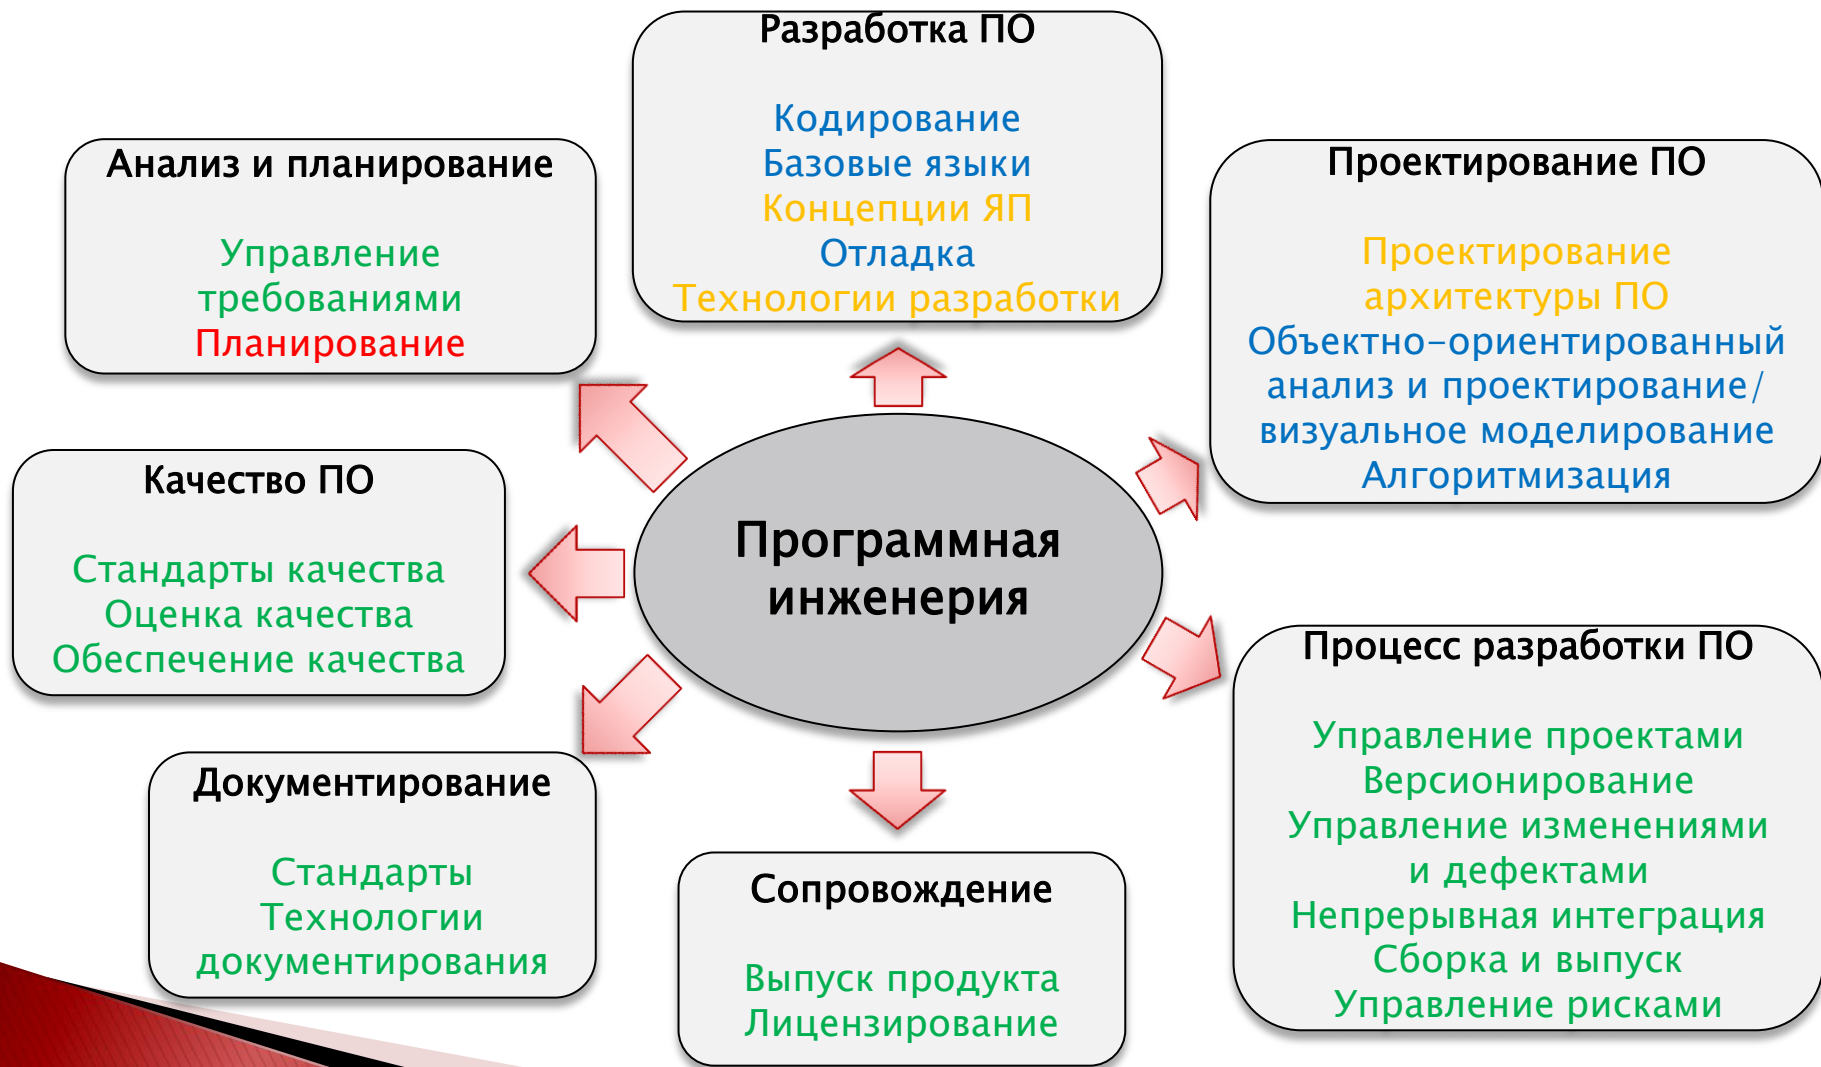 Разработка ПО
Кодирование
Базовые языки
Концепции ЯП
Отладка
Технологии разработки
Анализ и планирование
Управление
требованиями
Планирование
Проектирование ПО
Проектирование
архитектуры ПО
Объектно-ориентированный
анализ и проектирование/
визуальное моделирование
Алгоритмизация
Качество ПО
Стандарты качества
Оценка качества
Обеспечение качества
Программная
инженерия
Процесс разработки ПО
Управление проектами
Версионирование
Управление изменениями
и дефектами
Непрерывная интеграция
Сборка и выпуск
Управление рисками
Документирование
Стандарты
Технологии
документирования
Сопровождение
Выпуск продукта
Лицензирование